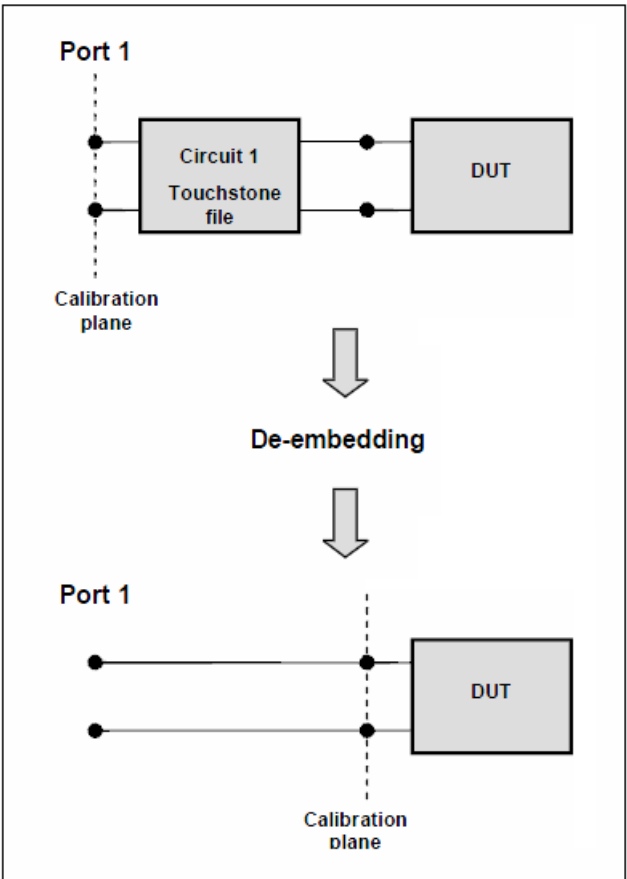 Port 1
Circuit 1
Touchstone
file
DUT
Calibration
plane
De-embedding
Port 1
DUT
Calibration
plane